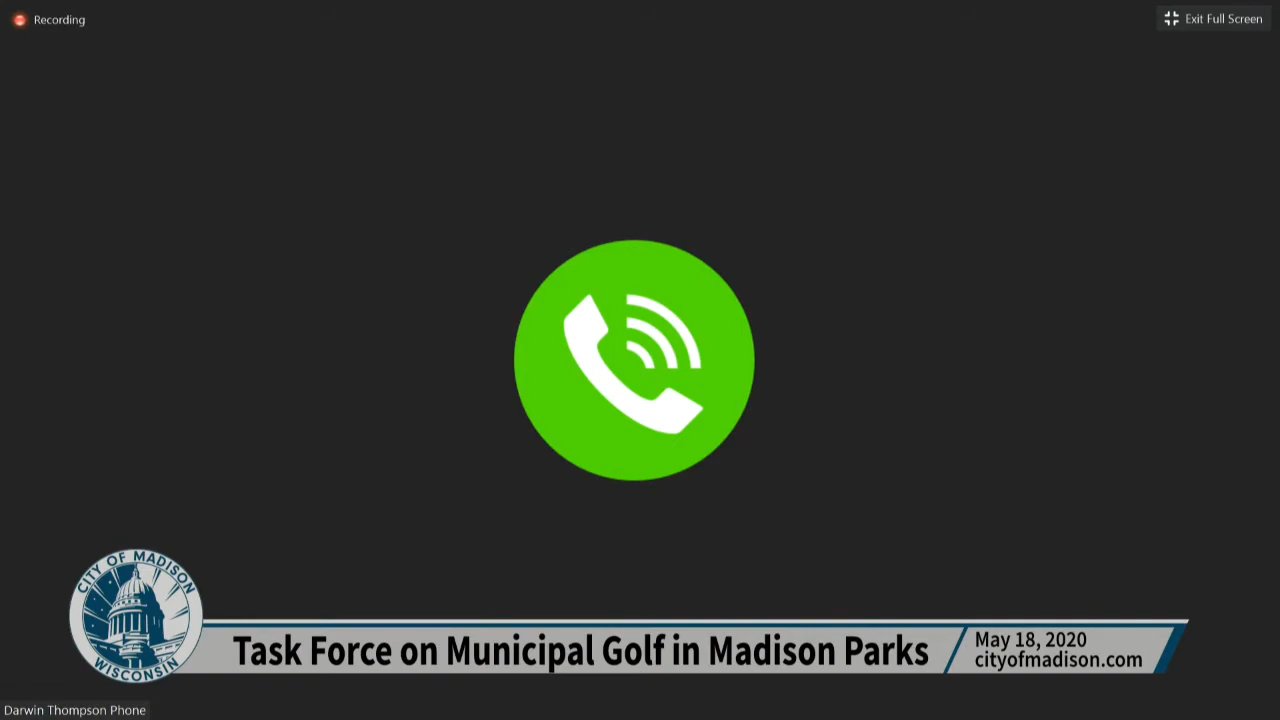 Recording
Exit Full Screen
CITY OF MADISON
WISCONSIN
Task Force on Municipal Golf in Madison Parks
May 18, 2020
cityofmadison.com
Darwin Thompson Phone